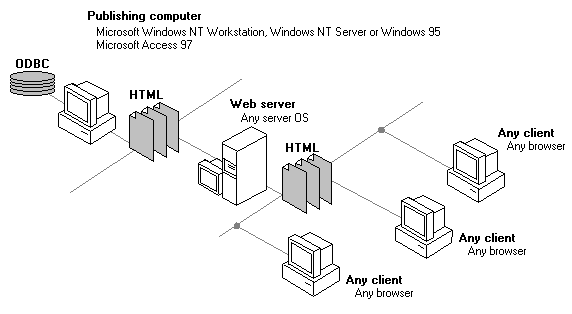 Publishing computer
Microsoft Windows NT Workstation, Windows NT Server or Windows 95
Microsoft Access 97
ODBC
HTML
Web server
Any server OS
HTML
Any client
Any browser
Any client
Any browser
Any client
Any browser